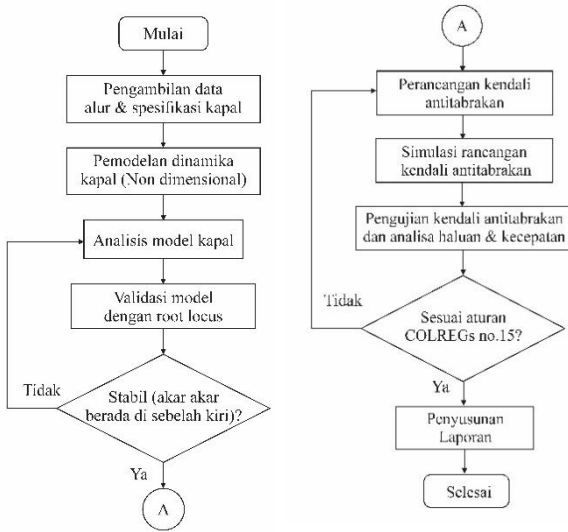 Mulai
Pengambilan data
alur & spesifikasi kapal
Pemodelan dinamika
kapal (Non dimensional)
Analisis model kapal
Validasi model
dengan root locus
Tidak
Stabil (akar akar
berada di sebelah kiri)?
Ya
A
A
Perancangan kendali
antitabrakan
Simulasi rancangan
kendali antitabrakan
Pengujian kendali antitabrakan
dan analisa haluan & kecepatan
Tidak
Sesuai aturan
COLREGs no.15?
Ya
Penyusunan
Laporan
Selesai